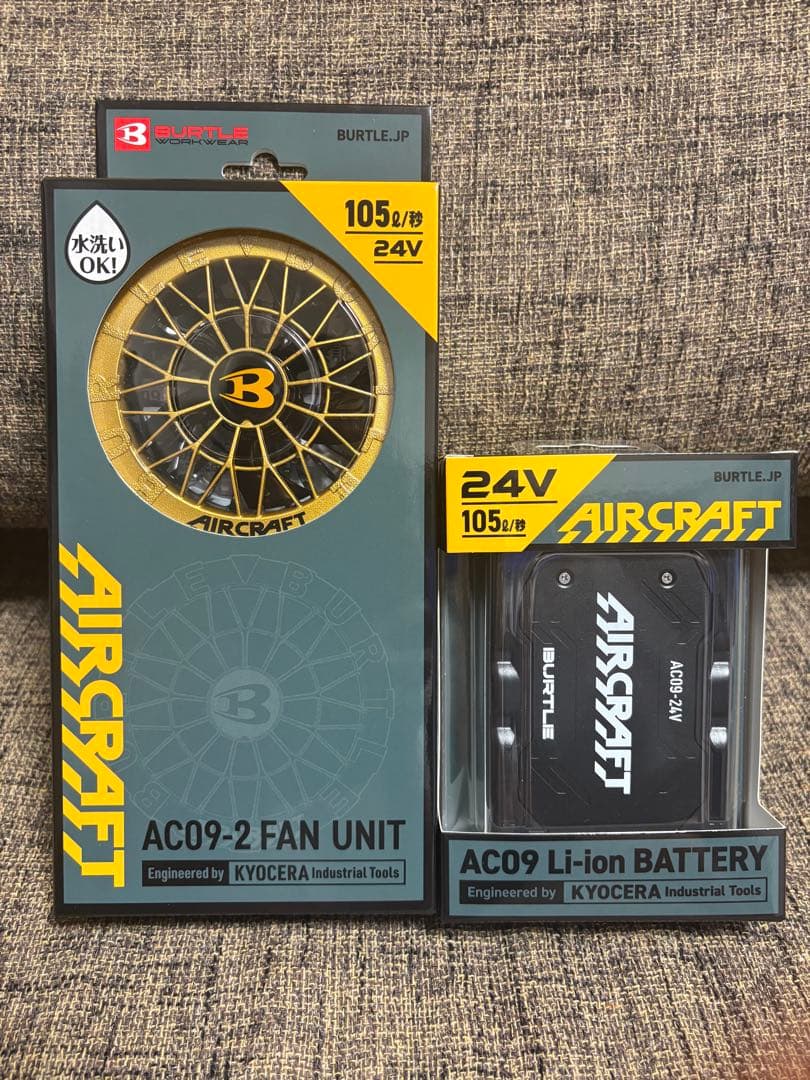 BURTLE
WORKWEAR
BURTLE.JP
水洗い
OK!
105ℓ/秒
24V
B
AIRCRAFT
AIRCRAFT
B
AC09-2 FAN UNIT
Engineered by KYOCERA Industrial Tools
24V
105ℓ/秒
AIRCRAFT
BURTLE.JP
AIRCRAFT
BURTLE
AC09-24V
AC09 Li-ion BATTERY
Engineered by KYOCERA Industrial Tools